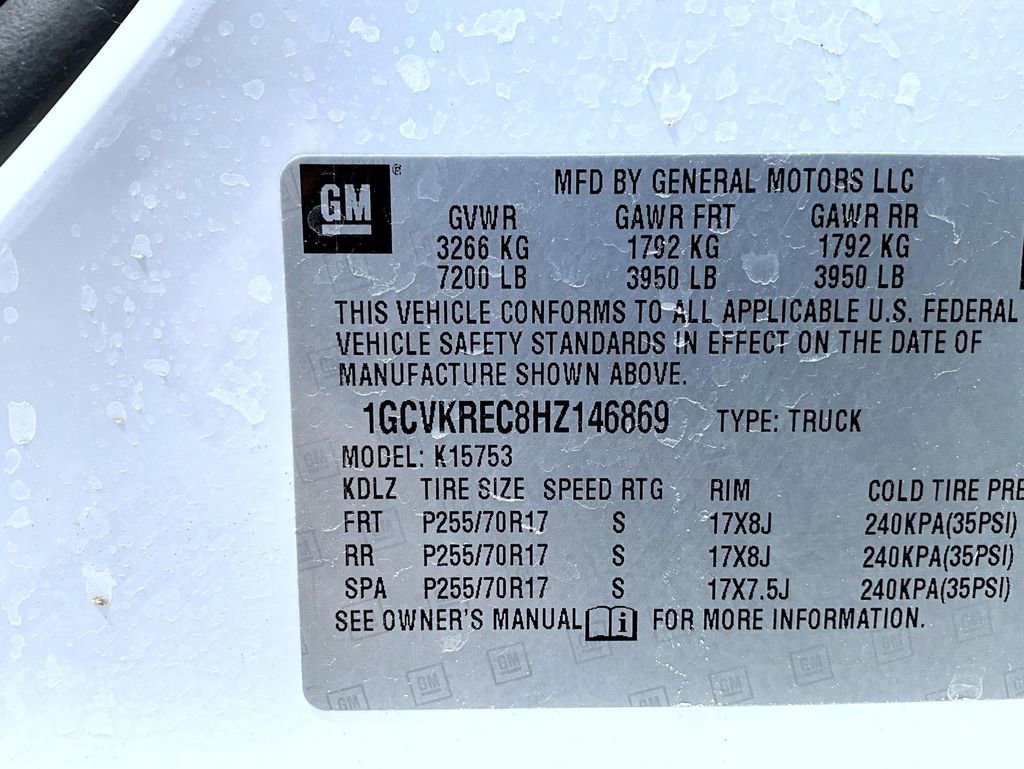 GM ®
MFD BY GENERAL MOTORS LLC
GVWR GAWR FRT GAWR RR
3266 KG 1792 KG 1792 KG
7200 LB 3950 LB 3950 LB
THIS VEHICLE CONFORMS TO ALL APPLICABLE U.S. FEDERAL
VEHICLE SAFETY STANDARDS IN EFFECT ON THE DATE OF
MANUFACTURE SHOWN ABOVE.
1GCVKREC8HZ146869 TYPE: TRUCK
MODEL: K15753
KDLZ TIRE SIZE SPEED RTG RIM COLD TIRE PRE
FRT P255/70R17 S 17X8J 240KPA(35PSI)
RR P255/70R17 S 17X8J 240KPA(35PSI)
SPA P255/70R17 S 17X7.5J 240KPA(35PSI)
SEE OWNER'S MANUAL i FOR MORE INFORMATION.